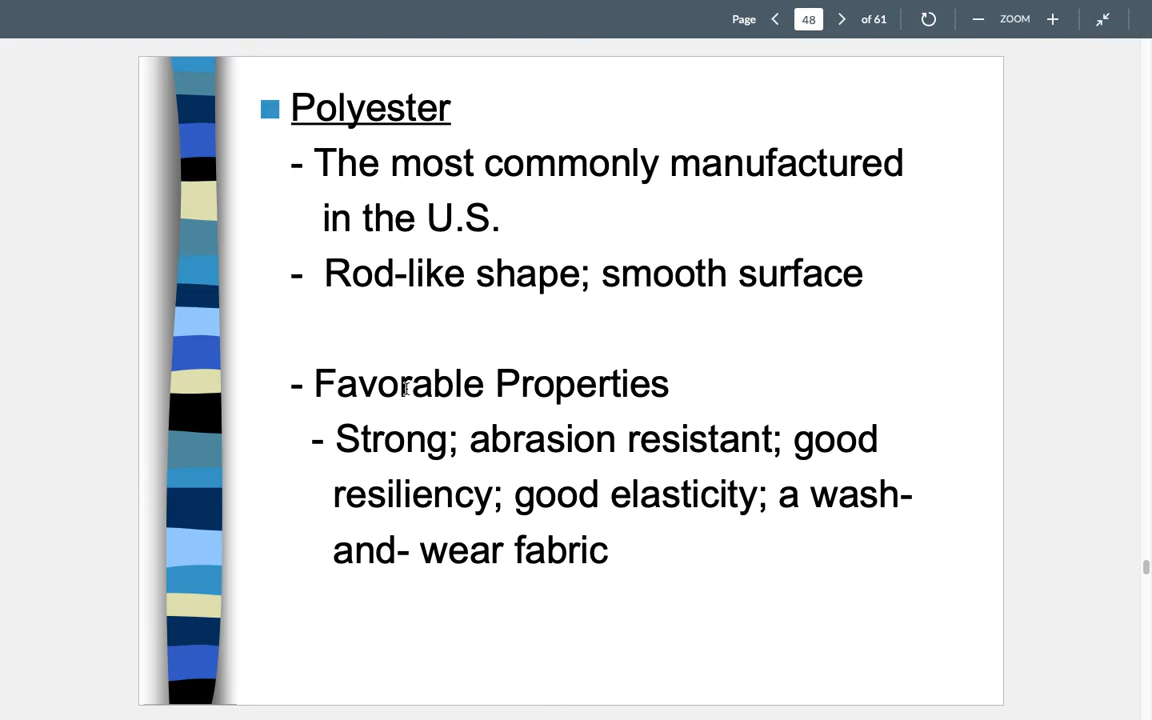 Page 48 of 61 ZOOM
Polyester
- The most commonly manufactured
in the U.S.
- Rod-like shape; smooth surface
- Favorable Properties
- Strong; abrasion resistant; good
resiliency; good elasticity; a wash-
and- wear fabric